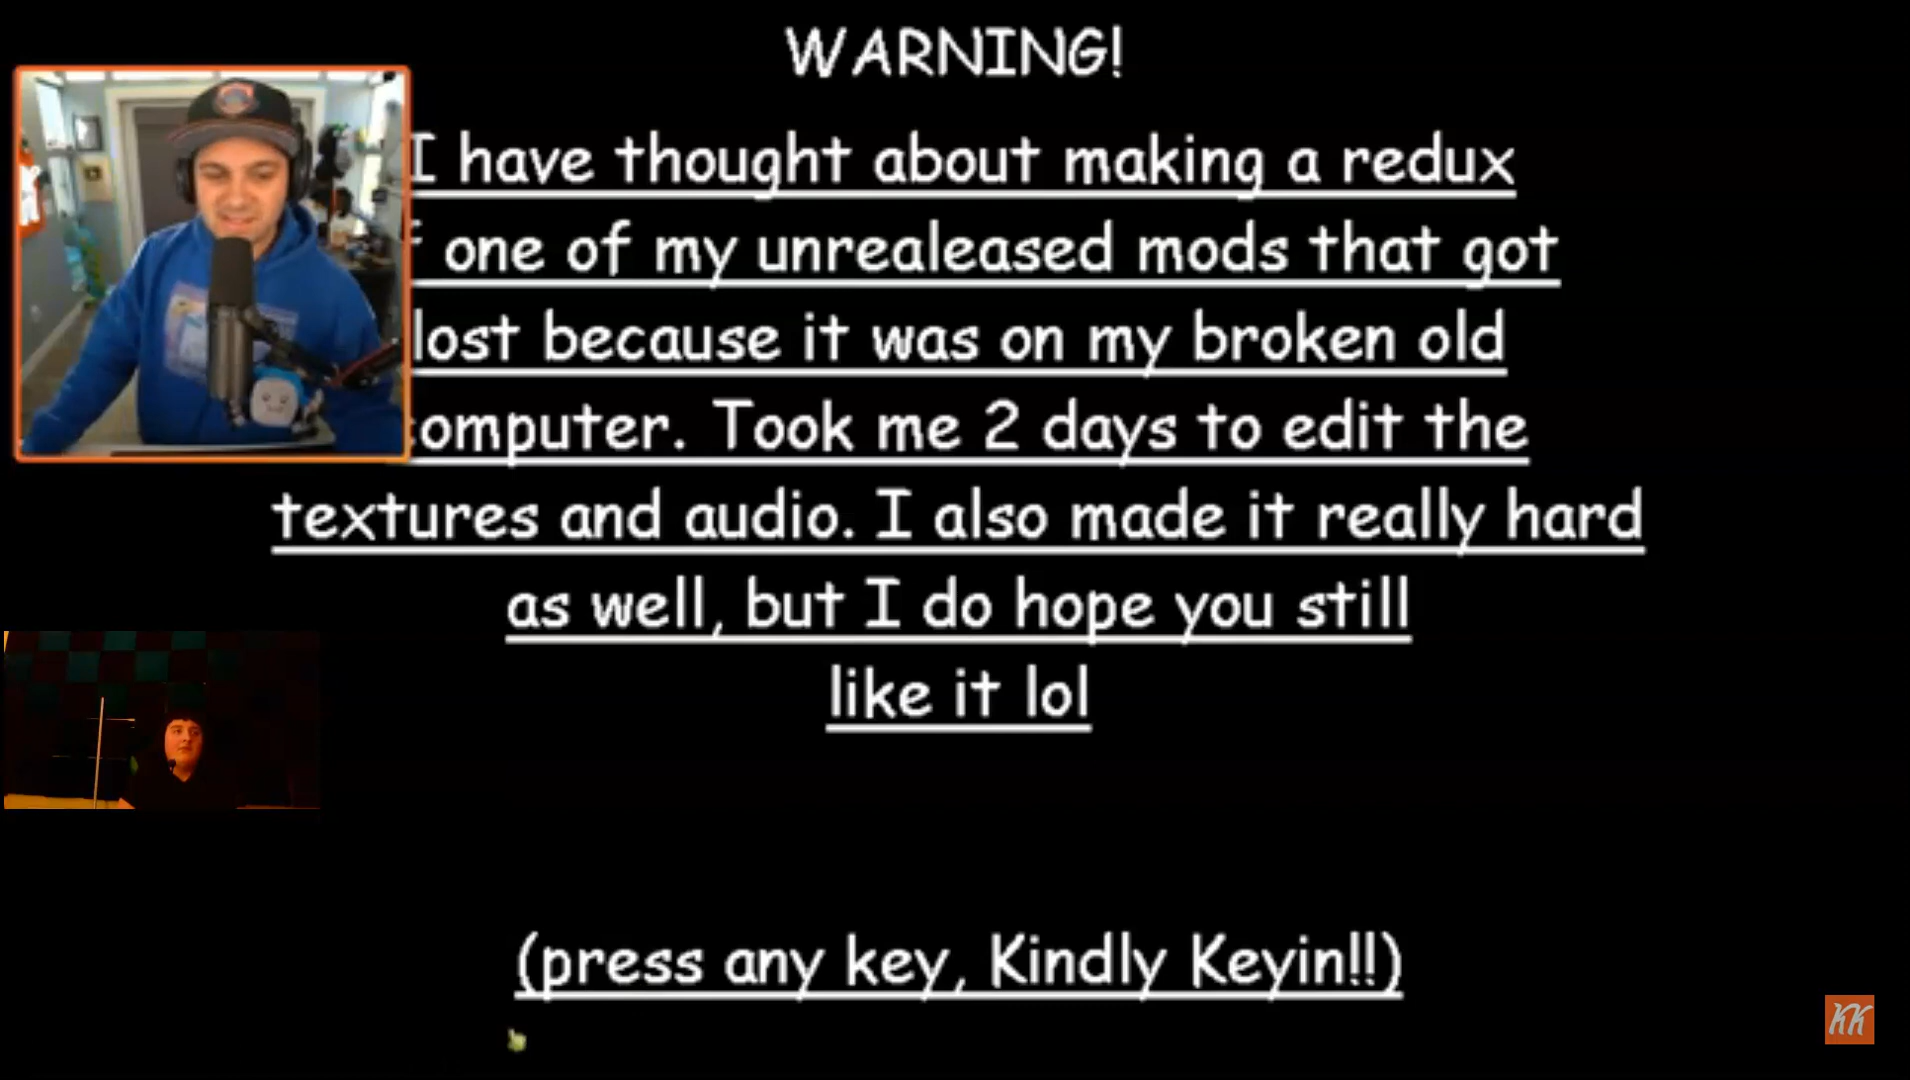 WARNING!
I have thought about making a redux
one of my unrealeased mods that got
lost because it was on my broken old
omputer. Took me 2 days to edit the
textures and audio. I also made it really hard
as well, but I do hope you still
like it lol
(press any key, Kindly Keyin!!)
KK